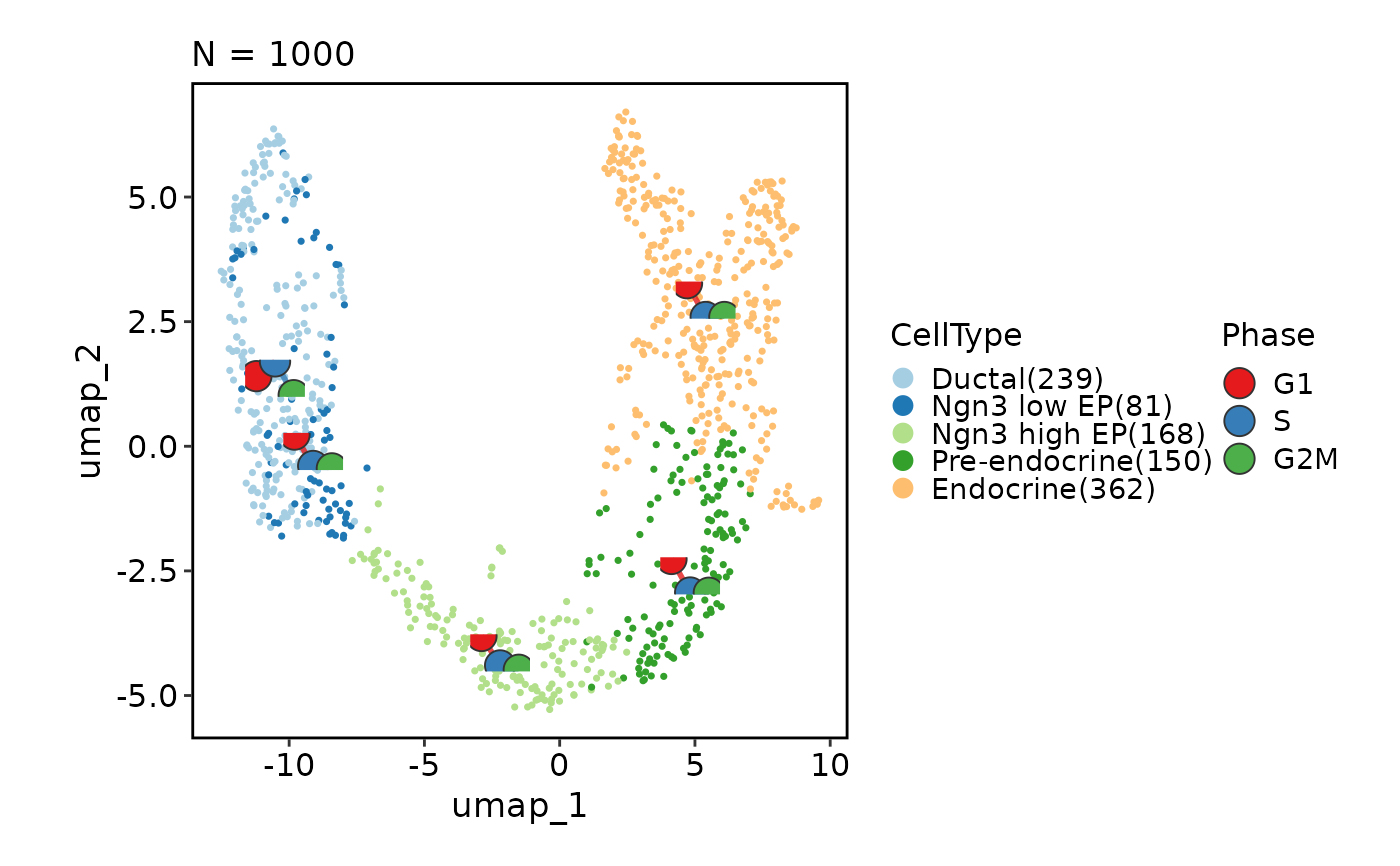 N = 1000
5.0
2.5
0.0
-2.5
-5.0
umap_2
-10
-5
0
5
10
umap_1
CellType
Ductal(239)
Ngn3 low EP(81)
Ngn3 high EP(168)
Pre-endocrine(150)
Endocrine(362)
Phase
G1
S
G2M